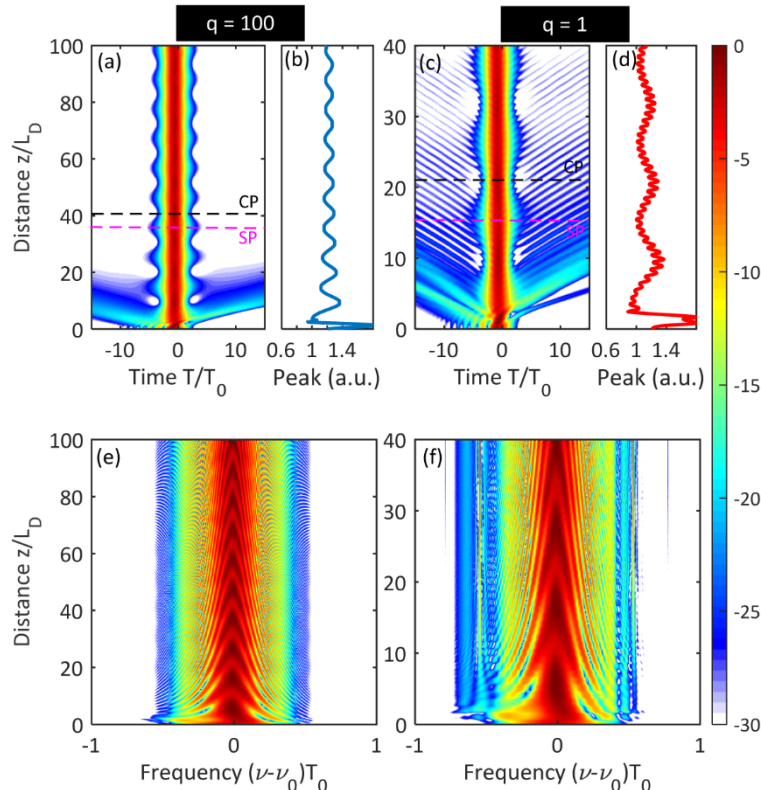 q = 100
q = 1
(a)
(b)
(c)
(d)
100
80
60
40
20
0
40
30
20
10
0
Distance z/L_D
CP
SP
CP
SP
-10 0 10
0.6 1 1.4
-10 0 10
0.6 1 1.4
Time T/T_0
Peak (a.u.)
Time T/T_0
Peak (a.u.)
0
-5
-10
-15
-20
-25
-30
(e)
(f)
100
80
60
40
20
0
40
30
20
10
0
Distance z/L_D
-1 0 1
-1 0 1
Frequency (ν-ν_0)T_0
Frequency (ν-ν_0)T_0